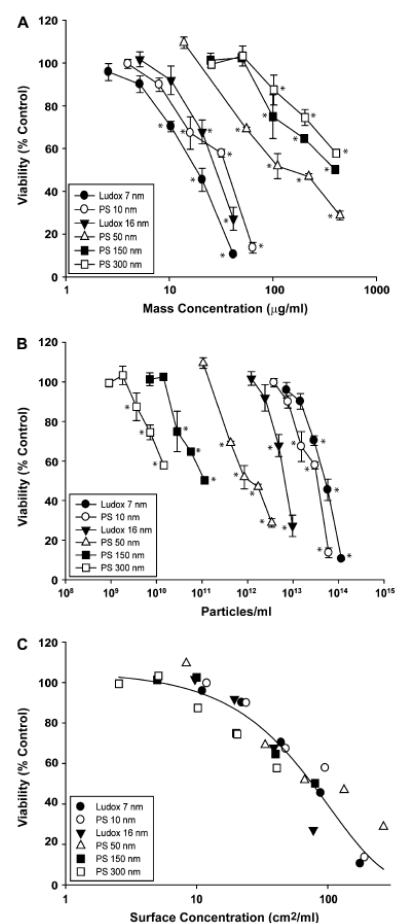 A
120
100
80
60
40
20
0
Viability (% Control)
Ludox 7 nm
PS 10 nm
Ludox 16 nm
PS 50 nm
PS 150 nm
PS 300 nm
* * * * * * * * * * * * * * * * *
1 10 100 1000
Mass Concentration (µg/ml)
B
120
100
80
60
40
20
0
Viability (% Control)
Ludox 7 nm
PS 10 nm
Ludox 16 nm
PS 50 nm
PS 150 nm
PS 300 nm
* * * * * * * * * * * * * * * * *
10⁸ 10⁹ 10¹⁰ 10¹¹ 10¹² 10¹³ 10¹⁴ 10¹⁵
Particles/ml
C
120
100
80
60
40
20
0
Viability (% Control)
Ludox 7 nm
PS 10 nm
Ludox 16 nm
PS 50 nm
PS 150 nm
PS 300 nm
1 10 100
Surface Concentration (cm2/ml)